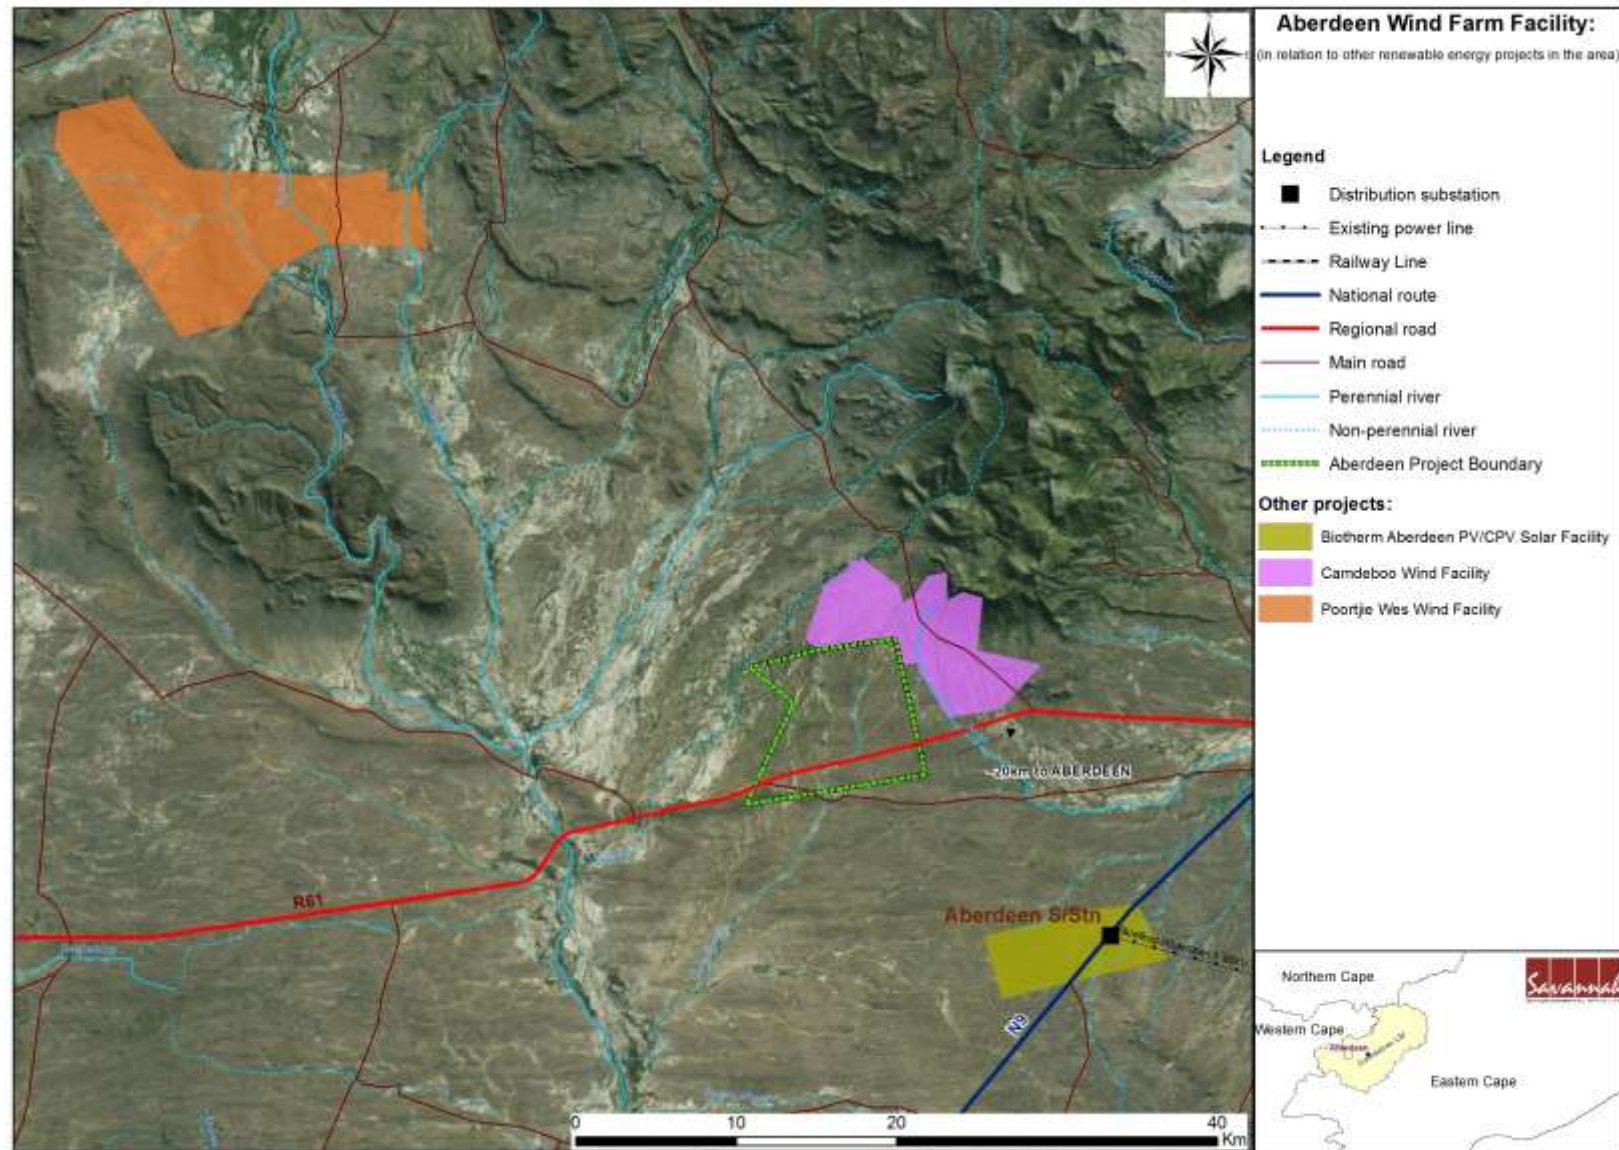 Aberdeen Wind Farm Facility:
(in relation to other renewable energy projects in the area)
Legend
Distribution substation
Existing power line
Railway Line
National route
Regional road
Main road
Perennial river
Non-perennial river
Aberdeen Project Boundary
Other projects:
Biotherm Aberdeen PV/CPV Solar Facility
Camdeboo Wind Facility
Poortjie Wes Wind Facility
~20km to ABERDEEN
R61
Aberdeen S/Stn
N9
0 10 20 40
Km
Northern Cape
Western Cape
Aberdeen
Eastern Cape
Savannah